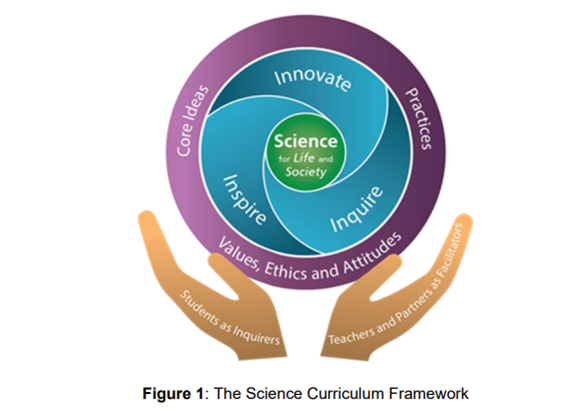 Innovate
Core Ideas
Practices
Science
for Life and
Society
Inspire
Inquire
Values, Ethics and Attitudes
Students as Inquirers
Teachers and Partners as Facilitators
Figure 1: The Science Curriculum Framework